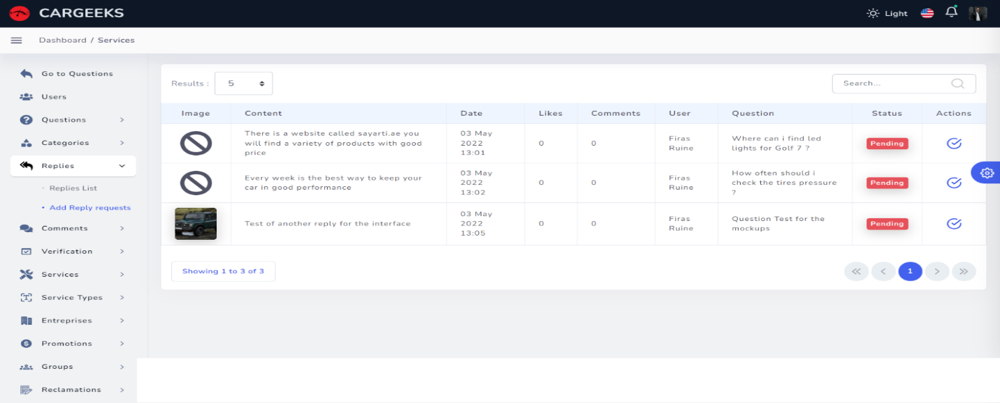 CARGEEKS
Light
Dashboard / Services
Go to Questions
Users
Questions
Categories
Replies
Replies List
Add Reply requests
Comments
Verification
Services
Service Types
Entreprises
Promotions
Groups
Reclamations
Results : 5
Search...
Image Content Date Likes Comments User Question Status Actions
There is a website called sayarti.ae you
will find a variety of products with good
price
03 May
2022
13:01
0
0
Firas
Ruine
Where can i find led
lights for Golf 7 ?
Pending
Every week is the best way to keep your
car in good performance
03 May
2022
13:02
0
0
Firas
Ruine
How often should i
check the tires pressure
?
Pending
Test of another reply for the interface
03 May
2022
13:05
0
0
Firas
Ruine
Question Test for the
mockups
Pending
Showing 1 to 3 of 3
1